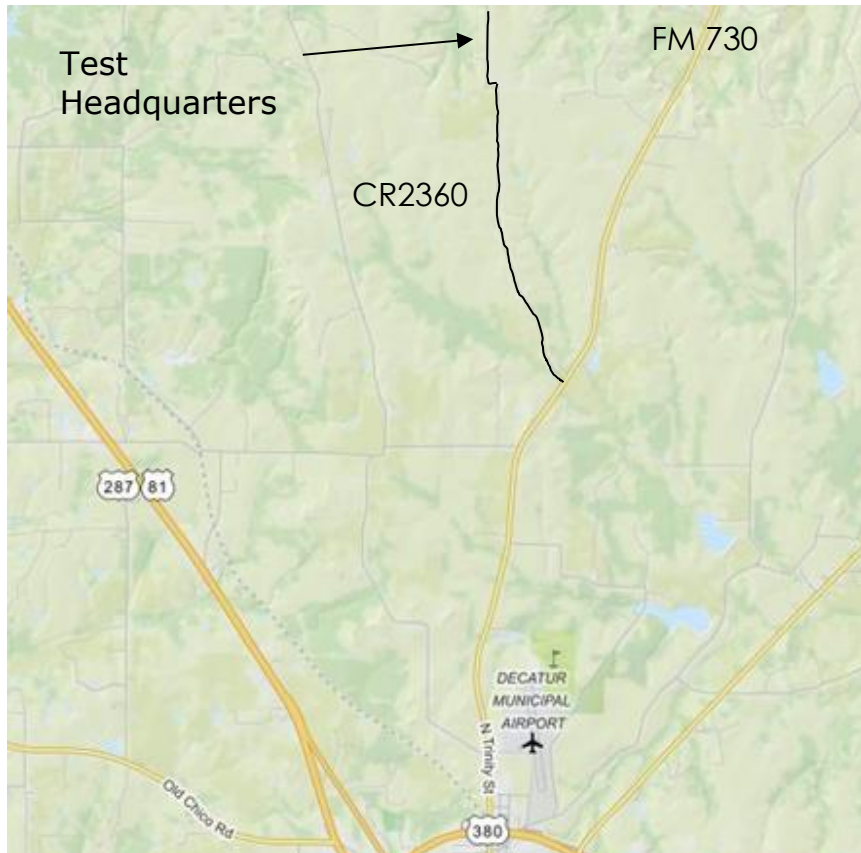 FM 730
Test
Headquarters
CR2360
287 81
DECATUR
MUNICIPAL
AIRPORT
N Trinity St
Old Chico Rd
380